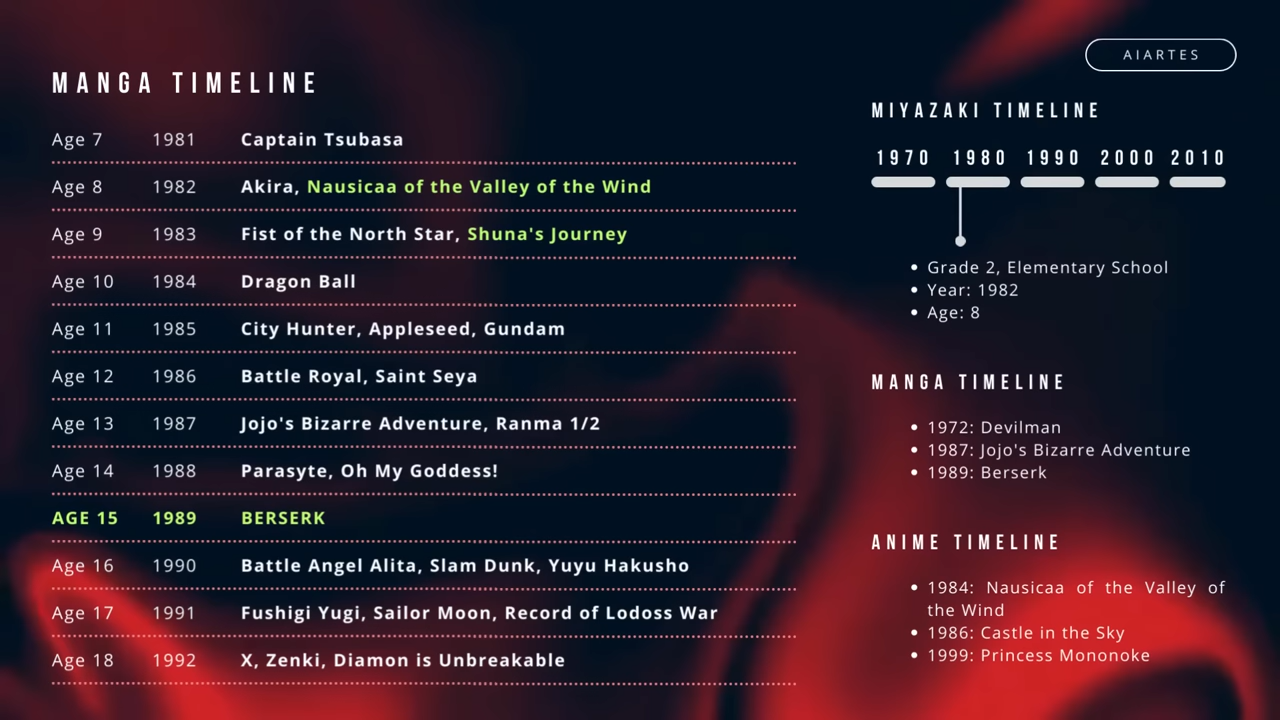 AIARTES
MANGA TIMELINE
Age 7 1981 Captain Tsubasa
Age 8 1982 Akira, Nausicaa of the Valley of the Wind
Age 9 1983 Fist of the North Star, Shuna's Journey
Age 10 1984 Dragon Ball
Age 11 1985 City Hunter, Appleseed, Gundam
Age 12 1986 Battle Royal, Saint Seya
Age 13 1987 Jojo's Bizarre Adventure, Ranma 1/2
Age 14 1988 Parasyte, Oh My Goddess!
AGE 15 1989 BERSERK
Age 16 1990 Battle Angel Alita, Slam Dunk, Yuyu Hakusho
Age 17 1991 Fushigi Yugi, Sailor Moon, Record of Lodoss War
Age 18 1992 X, Zenki, Diamon is Unbreakable
MIYAZAKI TIMELINE
1970 1980 1990 2000 2010
• Grade 2, Elementary School
• Year: 1982
• Age: 8
MANGA TIMELINE
• 1972: Devilman
• 1987: Jojo's Bizarre Adventure
• 1989: Berserk
ANIME TIMELINE
• 1984: Nausicaa of the Valley of
the Wind
• 1986: Castle in the Sky
• 1999: Princess Mononoke